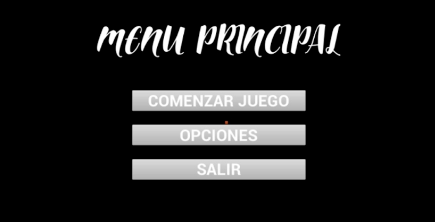 MENU PRINCIPAL
COMENZAR JUEGO
OPCIONES
SALIR